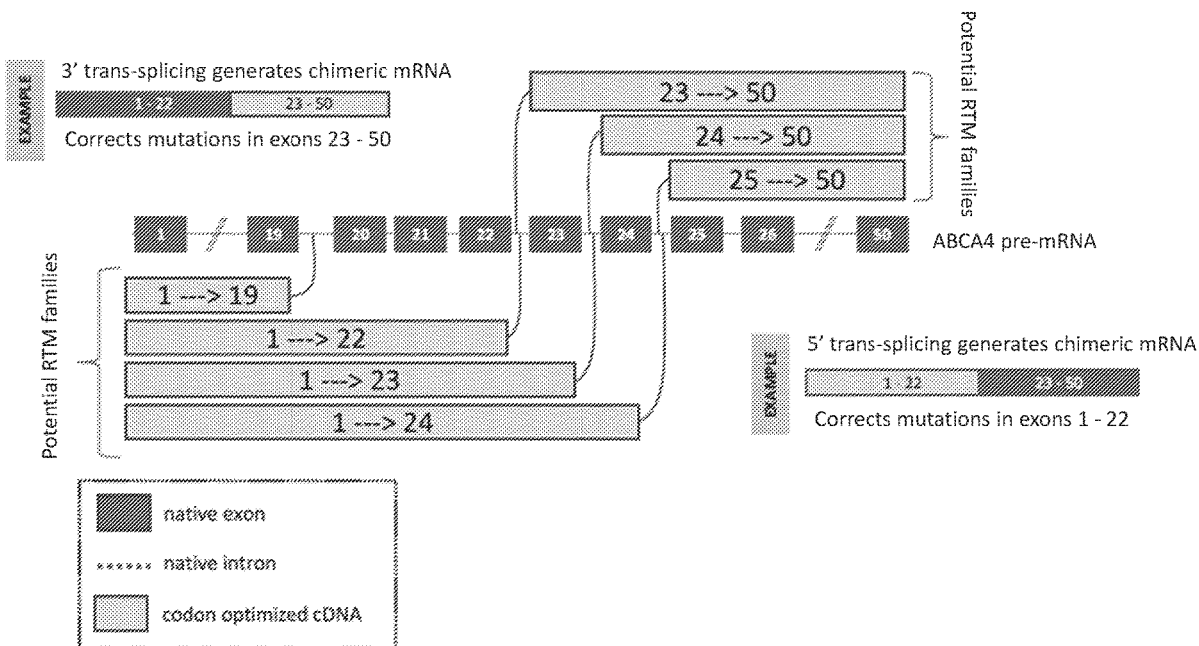 EXAMPLE
3' trans-splicing generates chimeric mRNA
1 - 22
23 - 50
Corrects mutations in exons 23 - 50
23 ---> 50
24 ---> 50
25 ---> 50
Potential RTM families
1
19
20
21
22
23
24
25
26
50
ABCA4 pre-mRNA
Potential RTM families
1 ---> 19
1 ---> 22
1 ---> 23
1 ---> 24
EXAMPLE
5' trans-splicing generates chimeric mRNA
1 - 22
23 - 50
Corrects mutations in exons 1 - 22
native exon
native intron
codon optimized cDNA